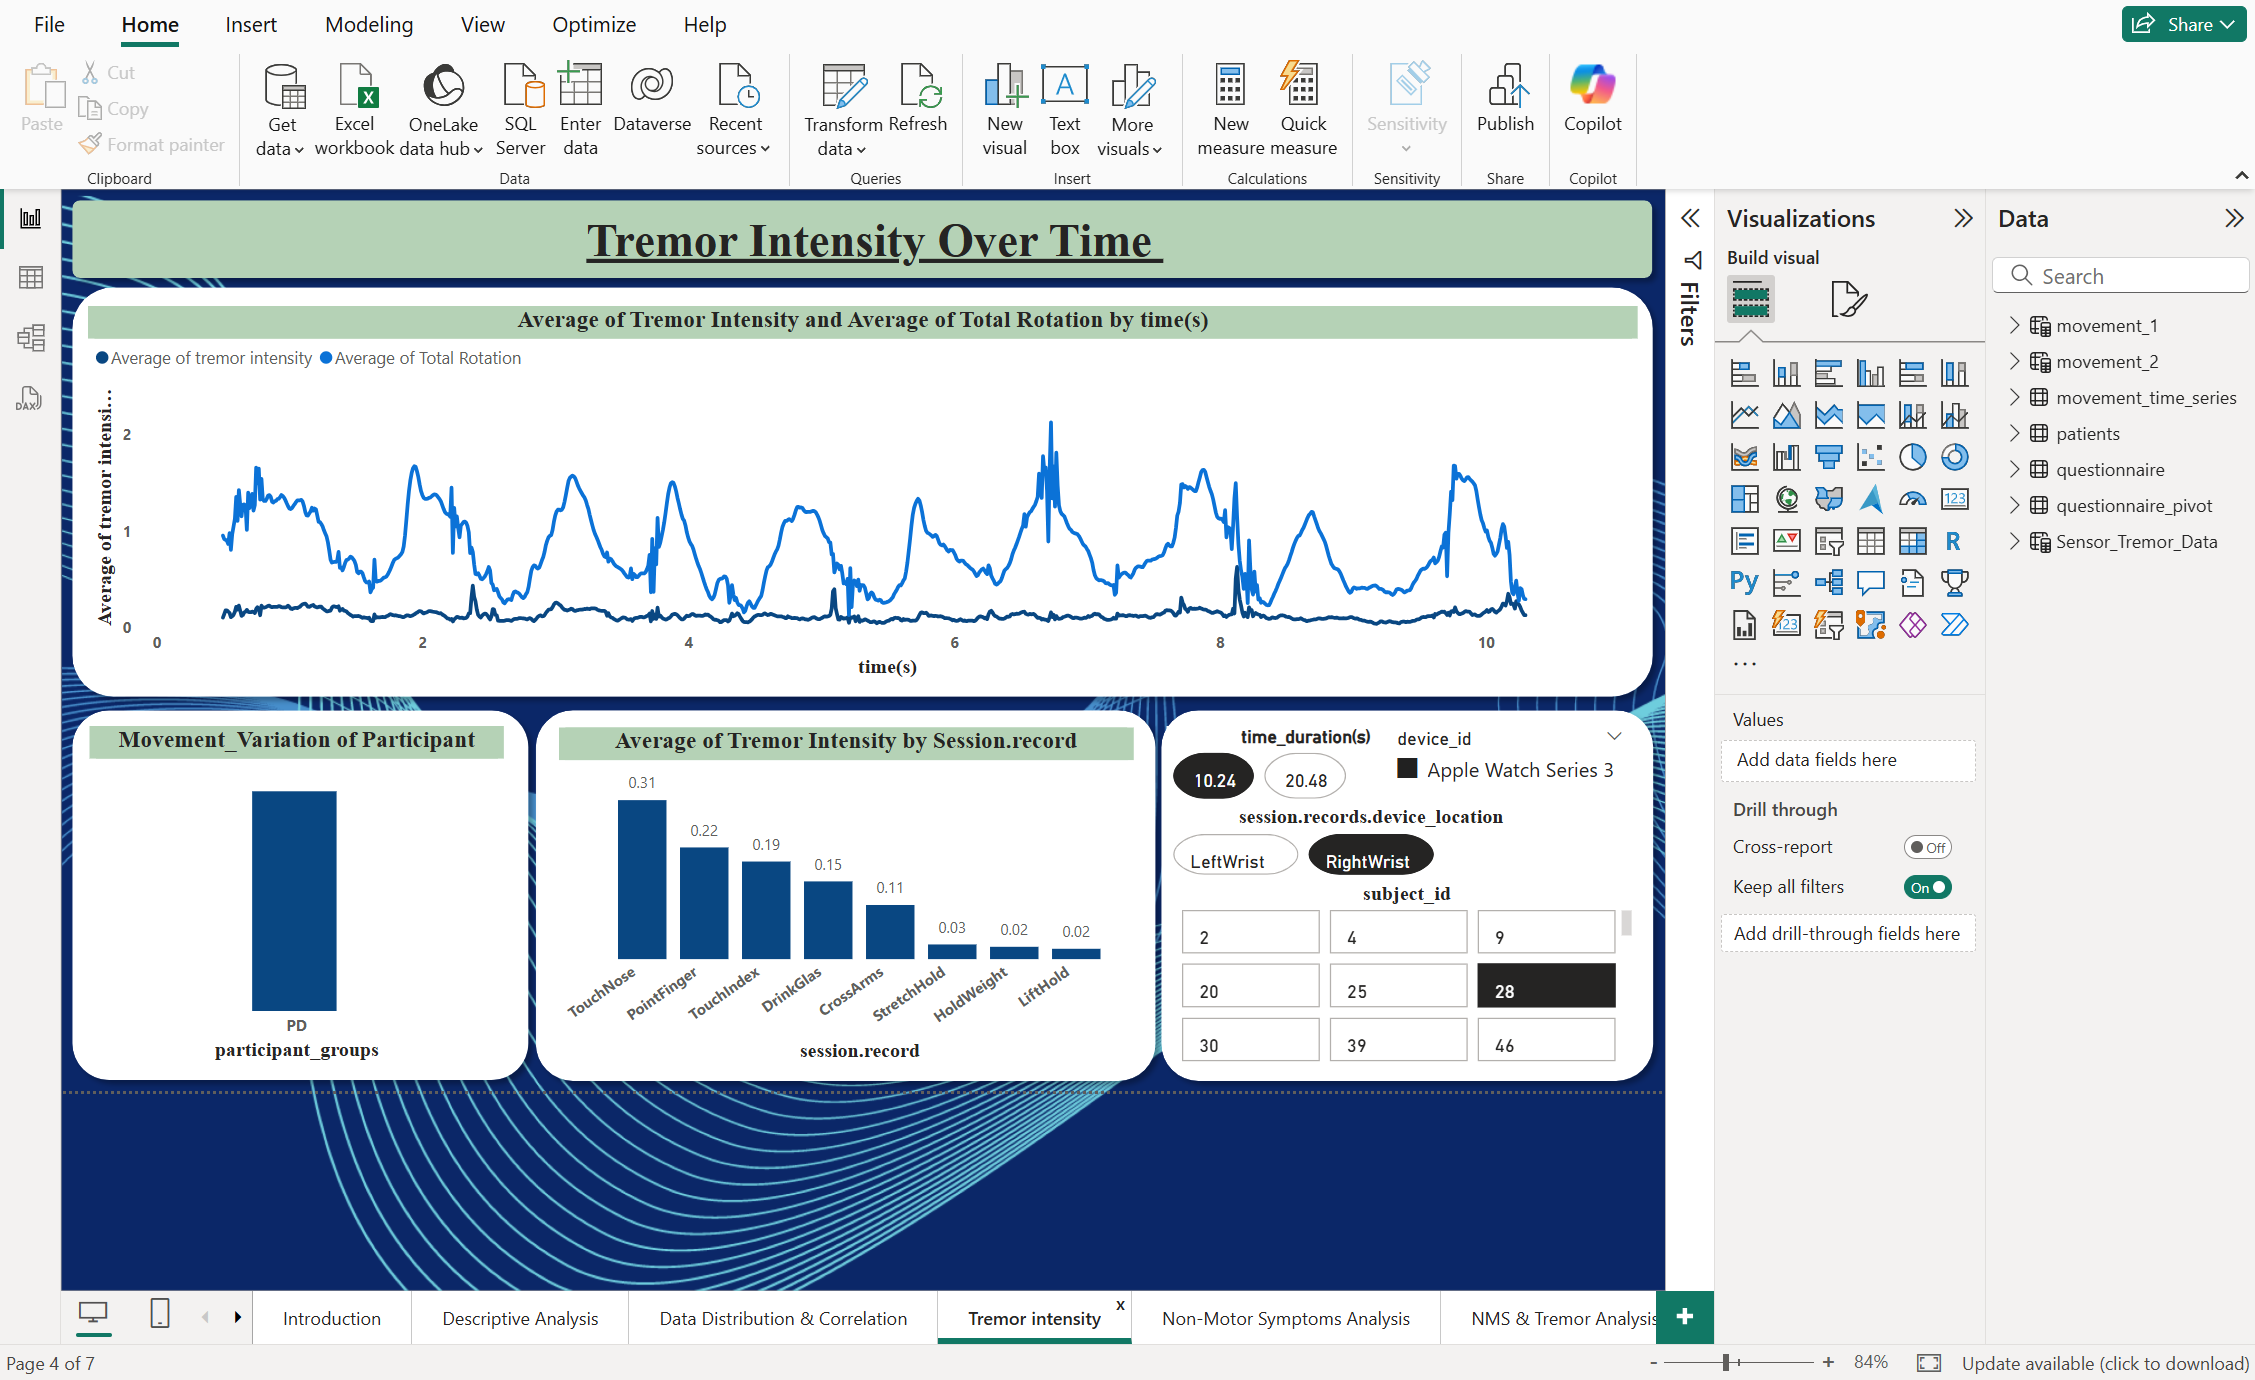 File Home Insert Modeling View Optimize Help Share
Paste
Cut
Copy
Format painter
Clipboard
Get data
Excel workbook
OneLake data hub
SQL Server
Enter data
Dataverse
Recent sources
Data
Transform data
Refresh
Queries
New visual
Text box
More visuals
Insert
New measure
Quick measure
Calculations
Sensitivity
Sensitivity
Publish
Share
Copilot
Copilot
DAX
Tremor Intensity Over Time
Average of Tremor Intensity and Average of Total Rotation by time(s)
Average of tremor intensity Average of Total Rotation
Average of tremor intensi...
2
1
0
0 2 4 6 8 10
time(s)
Movement_Variation of Participant
PD
participant_groups
Average of Tremor Intensity by Session.record
0.31 0.22 0.19 0.15 0.11 0.03 0.02 0.02
TouchNose PointFinger TouchIndex DrinkGlas CrossArms StretchHold HoldWeight LiftHold
session.record
time_duration(s)
10.24 20.48
device_id
Apple Watch Series 3
session.records.device_location
LeftWrist RightWrist
subject_id
2 4 9
20 25 28
30 39 46
Filters
Visualizations
Build visual
123
R
Py
123
...
Values
Add data fields here
Drill through
Cross-report Off
Keep all filters On
Add drill-through fields here
Data
Search
movement_1
movement_2
movement_time_series
patients
questionnaire
questionnaire_pivot
Sensor_Tremor_Data
Introduction Descriptive Analysis Data Distribution & Correlation Tremor intensity x Non-Motor Symptoms Analysis NMS & Tremor Analysis +
Page 4 of 7 - + 84% Update available (click to download)